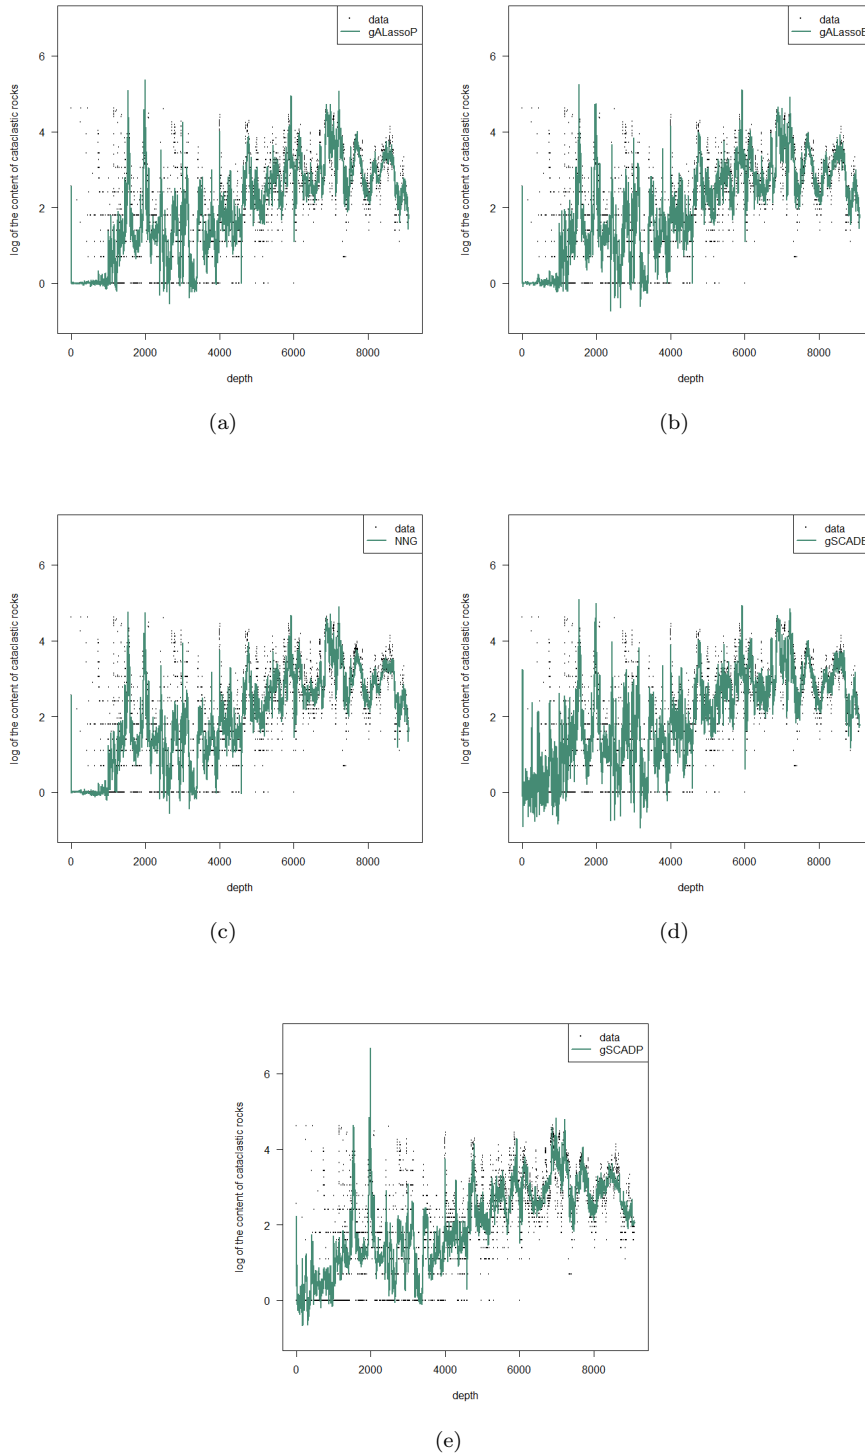 data
gALassoP
log of the content of cataclastic rocks
6
4
2
0
0 2000 4000 6000 8000
depth
(a)
data
gALassoB
log of the content of cataclastic rocks
6
4
2
0
0 2000 4000 6000 8000
depth
(b)
data
NNG
log of the content of cataclastic rocks
6
4
2
0
0 2000 4000 6000 8000
depth
(c)
data
gSCADB
log of the content of cataclastic rocks
6
4
2
0
0 2000 4000 6000 8000
depth
(d)
data
gSCADP
log of the content of cataclastic rocks
6
4
2
0
0 2000 4000 6000 8000
depth
(e)